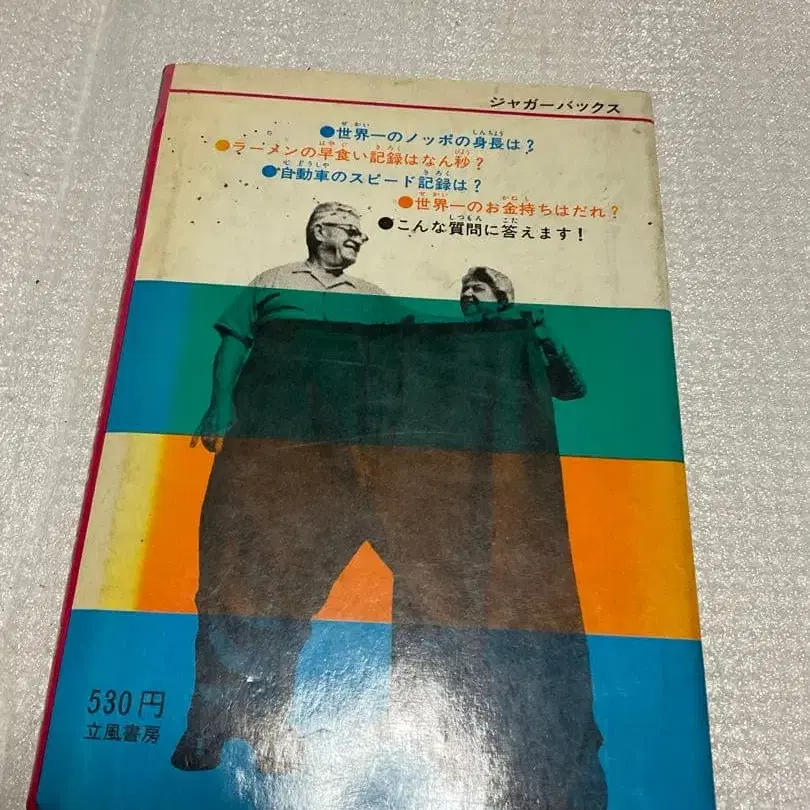 ジャガーバックス
●世界一のノッポの身長は？
●ラーメンの早食い記録はなん秒？
●自動車のスピード記録は？
●世界一のお金持ちはだれ？
●こんな質問に答えます！
530円
立風書房